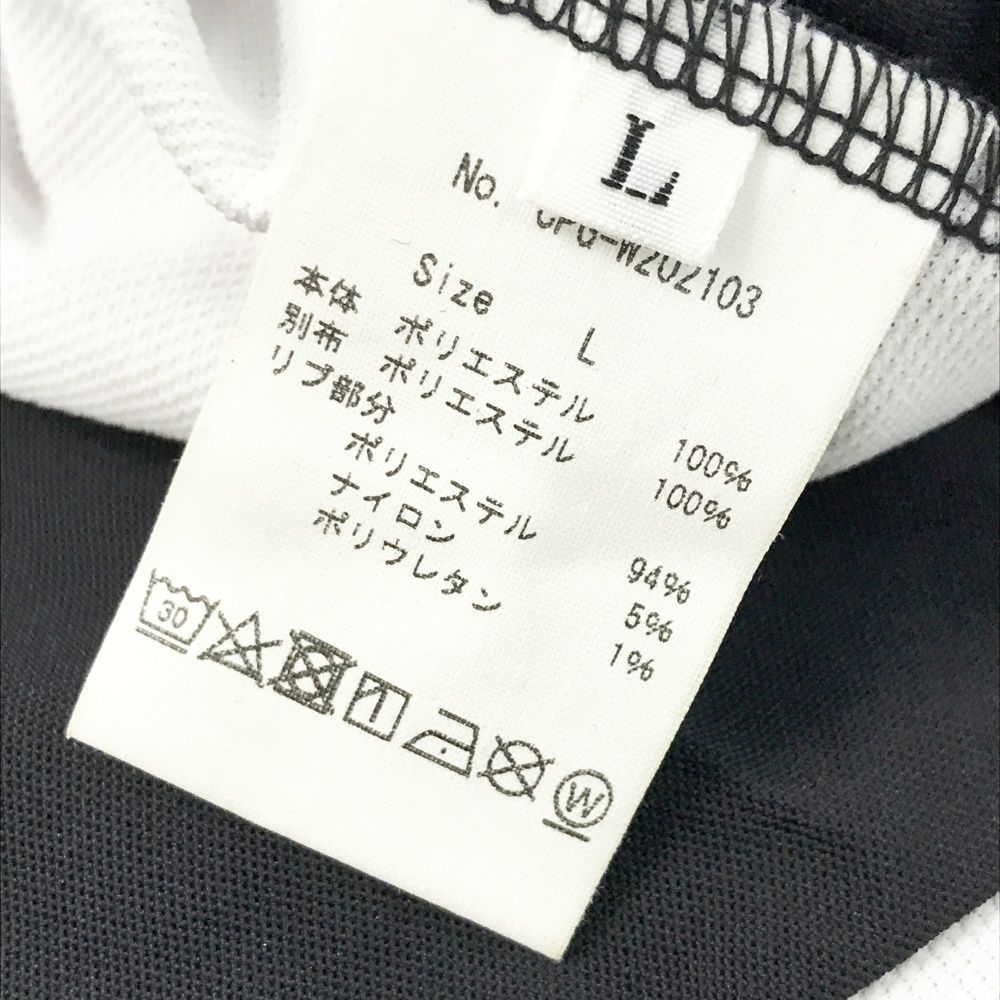 L
No. CPG-W202103
Size L
本体 ポリエステル 100%
別布 ポリエステル 100%
リブ部分
ポリエステル 94%
ナイロン 5%
ポリウレタン 1%
30
W